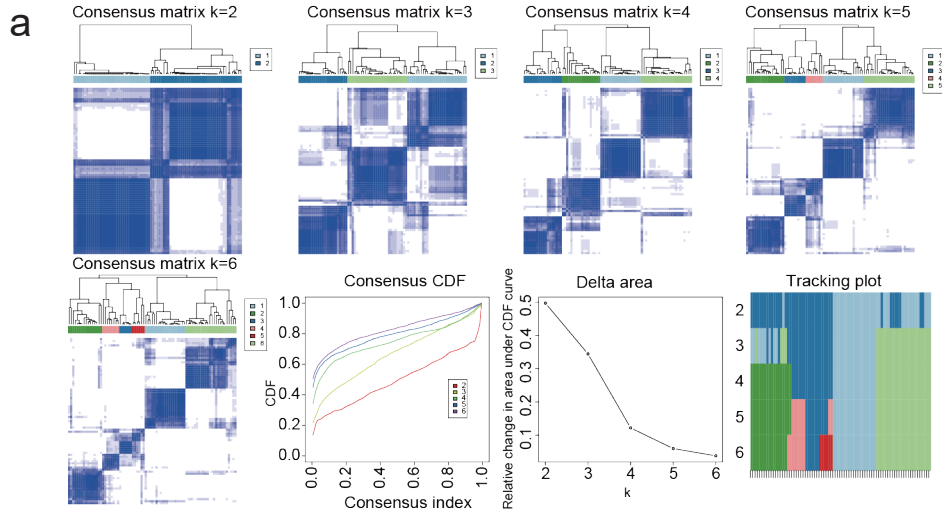 a
Consensus matrix k=2
1
2
Consensus matrix k=3
1
2
3
Consensus matrix k=4
1
2
3
4
Consensus matrix k=5
1
2
3
4
5
Consensus matrix k=6
1
2
3
4
5
6
Consensus CDF
CDF
1.0
0.8
0.6
0.4
0.2
0.0
2
3
4
5
6
0.0 0.2 0.4 0.6 0.8 1.0
Consensus index
Delta area
Relative change in area under CDF curve
0.5
0.4
0.3
0.2
0.1
2 3 4 5 6
k
Tracking plot
2
3
4
5
6